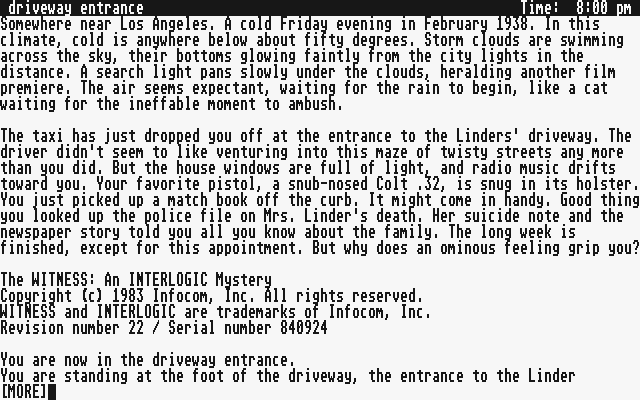 driveway entrance Time: 8:00 pm
Somewhere near Los Angeles. A cold Friday evening in February 1938. In this
climate, cold is anywhere below about fifty degrees. Storm clouds are swimming
across the sky, their bottoms glowing faintly from the city lights in the
distance. A search light pans slowly under the clouds, heralding another film
premiere. The air seems expectant, waiting for the rain to begin, like a cat
waiting for the ineffable moment to ambush.
The taxi has just dropped you off at the entrance to the Linders' driveway. The
driver didn't seem to like venturing into this maze of twisty streets any more
than you did. But the house windows are full of light, and radio music drifts
toward you. Your favorite pistol, a snub-nosed Colt .32, is snug in its holster.
You just picked up a match book off the curb. It might come in handy. Good thing
you looked up the police file on Mrs. Linder's death. Her suicide note and the
newspaper story told you all you know about the family. The long week is
finished, except for this appointment. But why does an ominous feeling grip you?
The WITNESS: An INTERLOGIC Mystery
Copyright (c) 1983 Infocom, Inc. All rights reserved.
WITNESS and INTERLOGIC are trademarks of Infocom, Inc.
Revision number 22 / Serial number 840924
You are now in the driveway entrance.
You are standing at the foot of the driveway, the entrance to the Linder
[MORE]